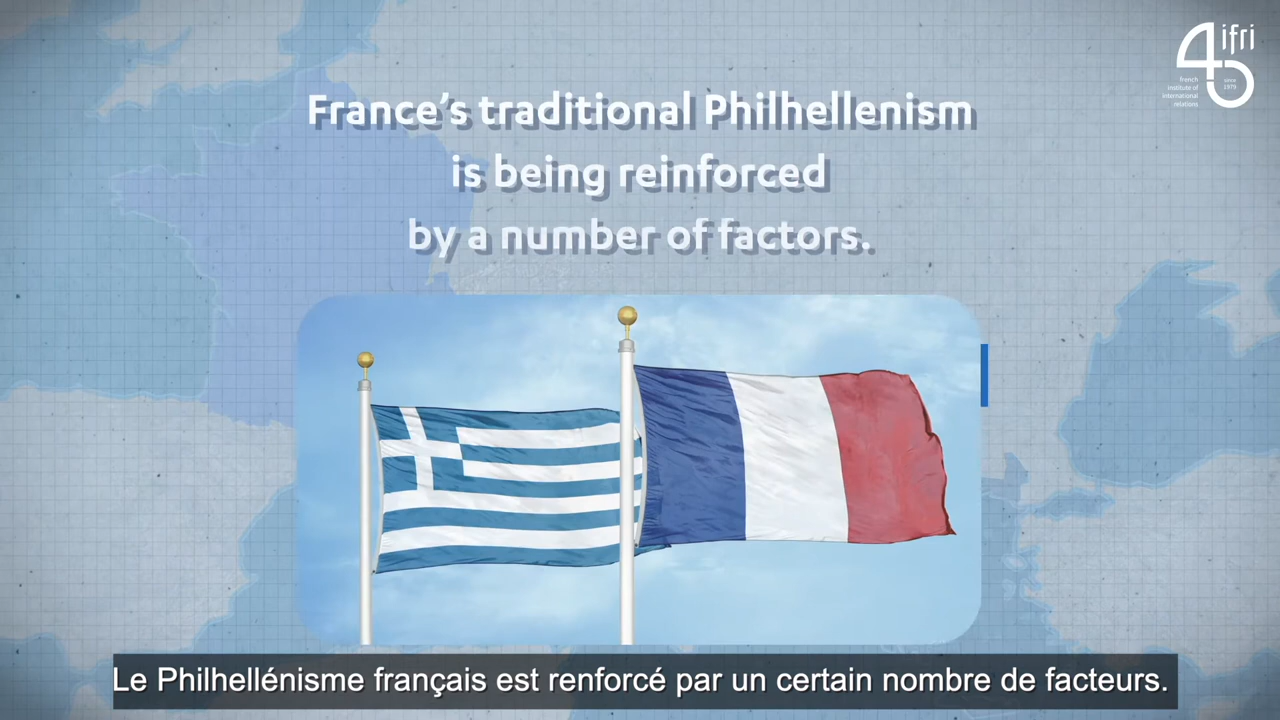 ifri
45
french
institute of
international
relations
since
1979
France's traditional Philhellenism
is being reinforced
by a number of factors.
Le Philhellénisme français est renforcé par un certain nombre de facteurs.